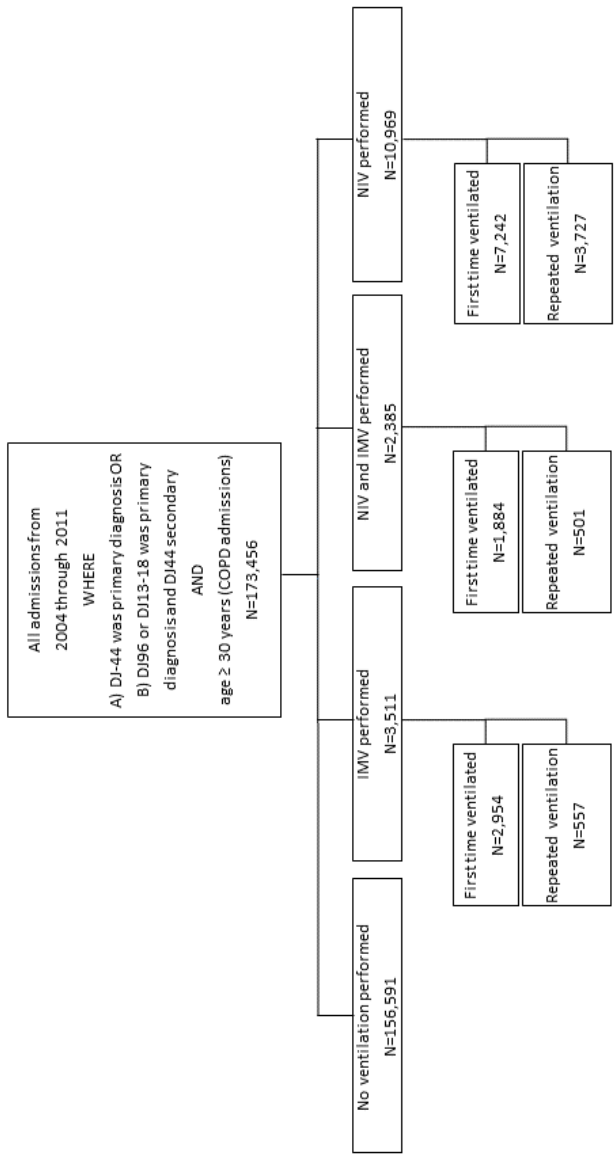 All admissions from
2004 through 2011
WHERE
A) DJ-44 was primary diagnosis OR
B) DJ96 or DJ13-18 was primary
diagnosis and DJ44 secondary
AND
age ≥ 30 years (COPD admissions)
N=173,456
No ventilation performed
N=156,591
IMV performed
N=3,511
NIV and IMV performed
N=2,385
NIV performed
N=10,969
First time ventilated
N=2,954
Repeated ventilation
N=557
First time ventilated
N=1,884
Repeated ventilation
N=501
First time ventilated
N=7,242
Repeated ventilation
N=3,727